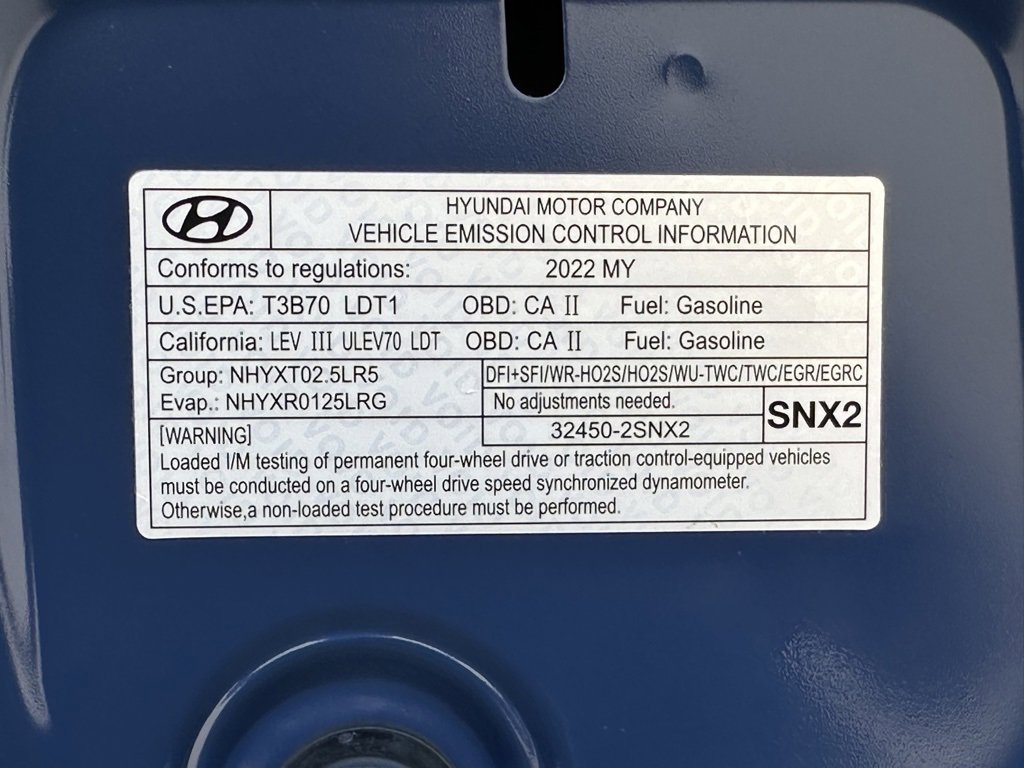 HYUNDAI MOTOR COMPANY
VEHICLE EMISSION CONTROL INFORMATION
Conforms to regulations: 2022 MY
U.S.EPA: T3B70 LDT1 OBD: CA II Fuel: Gasoline
California: LEV III ULEV70 LDT OBD: CA II Fuel: Gasoline
Group: NHYXT02.5LR5 DFI+SFI/WR-HO2S/HO2S/WU-TWC/TWC/EGR/EGRC
Evap.: NHYXR0125LRG No adjustments needed. SNX2
32450-2SNX2
[WARNING]
Loaded I/M testing of permanent four-wheel drive or traction control-equipped vehicles
must be conducted on a four-wheel drive speed synchronized dynamometer.
Otherwise,a non-loaded test procedure must be performed.